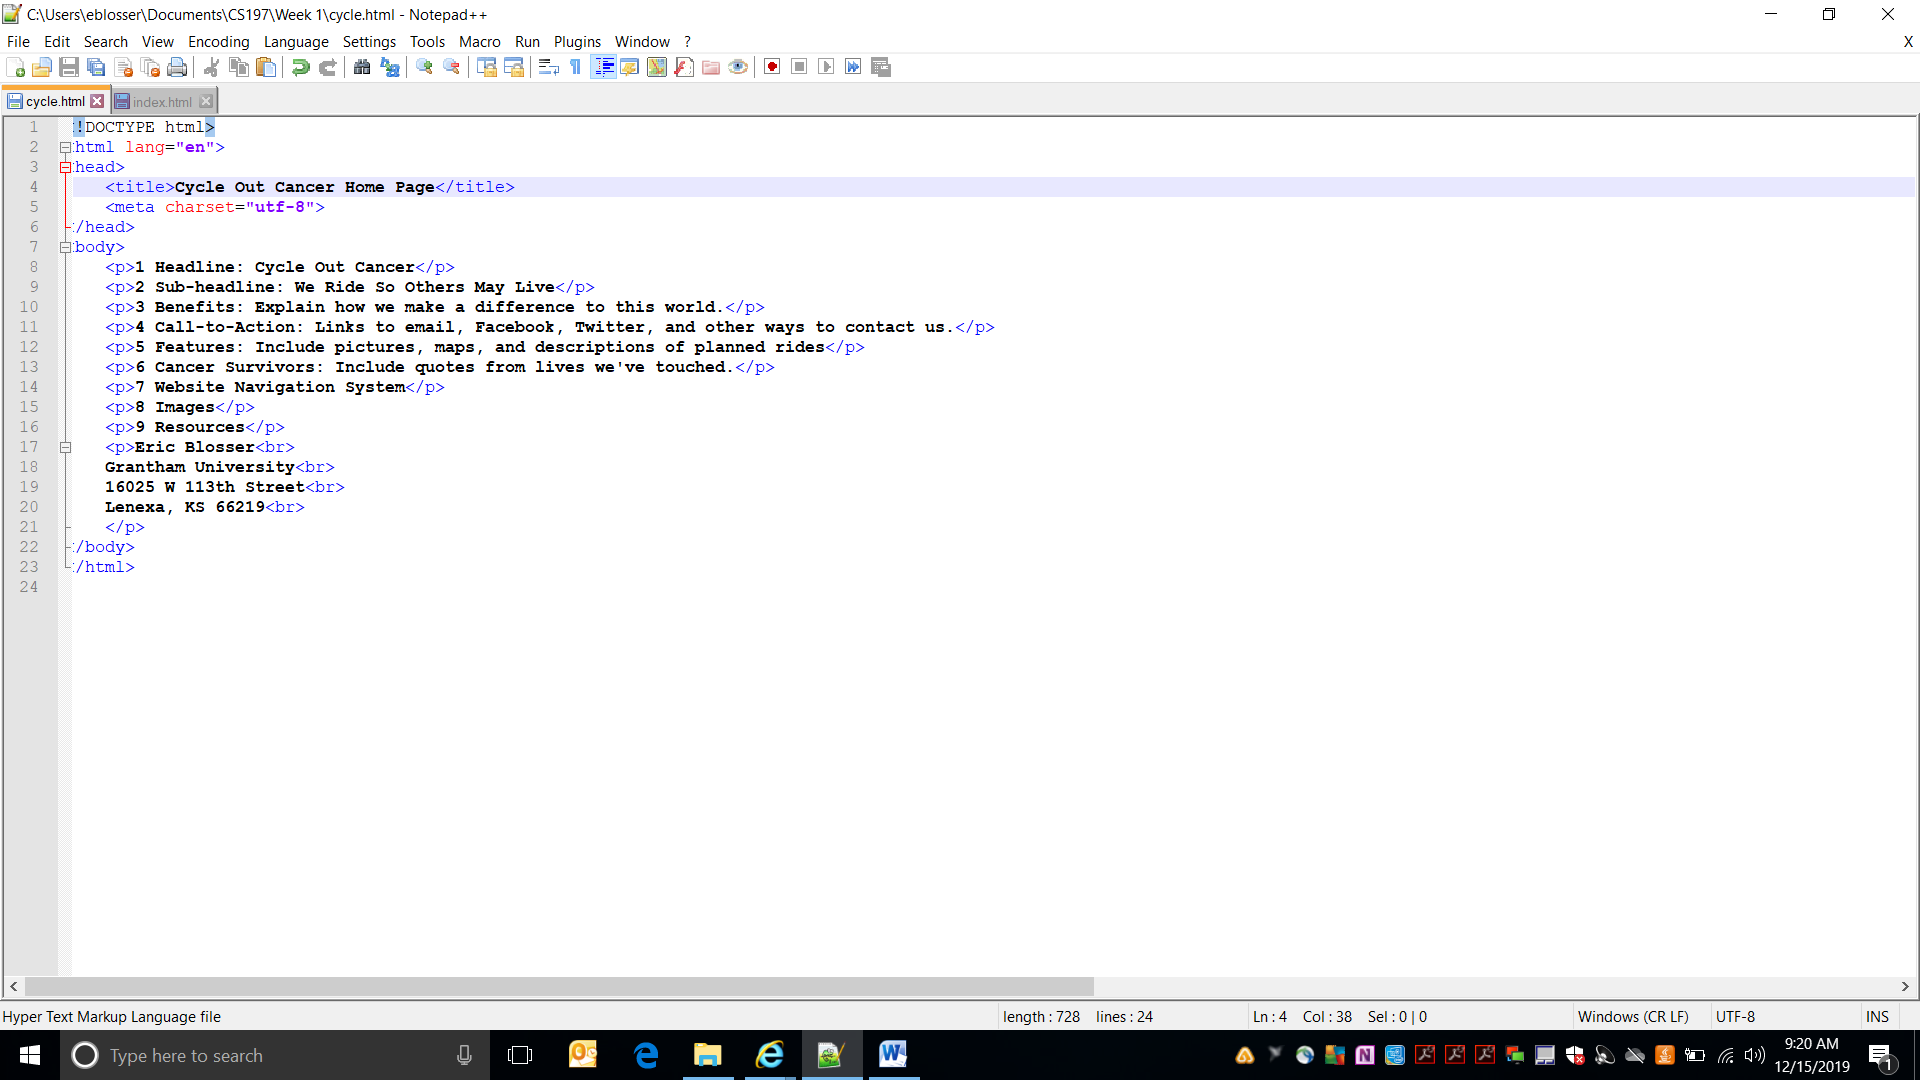 C:\Users\eblosser\Documents\CS197\Week 1\cycle.html - Notepad++
File Edit Search View Encoding Language Settings Tools Macro Run Plugins Window ? X
cycle.html index.html
1 !DOCTYPE html>
2 html lang="en">
3 head>
4 <title>Cycle Out Cancer Home Page</title>
5 <meta charset="utf-8">
6 /head>
7 body>
8 <p>1 Headline: Cycle Out Cancer</p>
9 <p>2 Sub-headline: We Ride So Others May Live</p>
10 <p>3 Benefits: Explain how we make a difference to this world.</p>
11 <p>4 Call-to-Action: Links to email, Facebook, Twitter, and other ways to contact us.</p>
12 <p>5 Features: Include pictures, maps, and descriptions of planned rides</p>
13 <p>6 Cancer Survivors: Include quotes from lives we've touched.</p>
14 <p>7 Website Navigation System</p>
15 <p>8 Images</p>
16 <p>9 Resources</p>
17 <p>Eric Blosser<br>
18 Grantham University<br>
19 16025 W 113th Street<br>
20 Lenexa, KS 66219<br>
21 </p>
22 /body>
23 /html>
24
Hyper Text Markup Language file length : 728 lines : 24 Ln : 4 Col : 38 Sel : 0 | 0 Windows (CR LF) UTF-8 INS
Type here to search
9:20 AM
12/15/2019
1